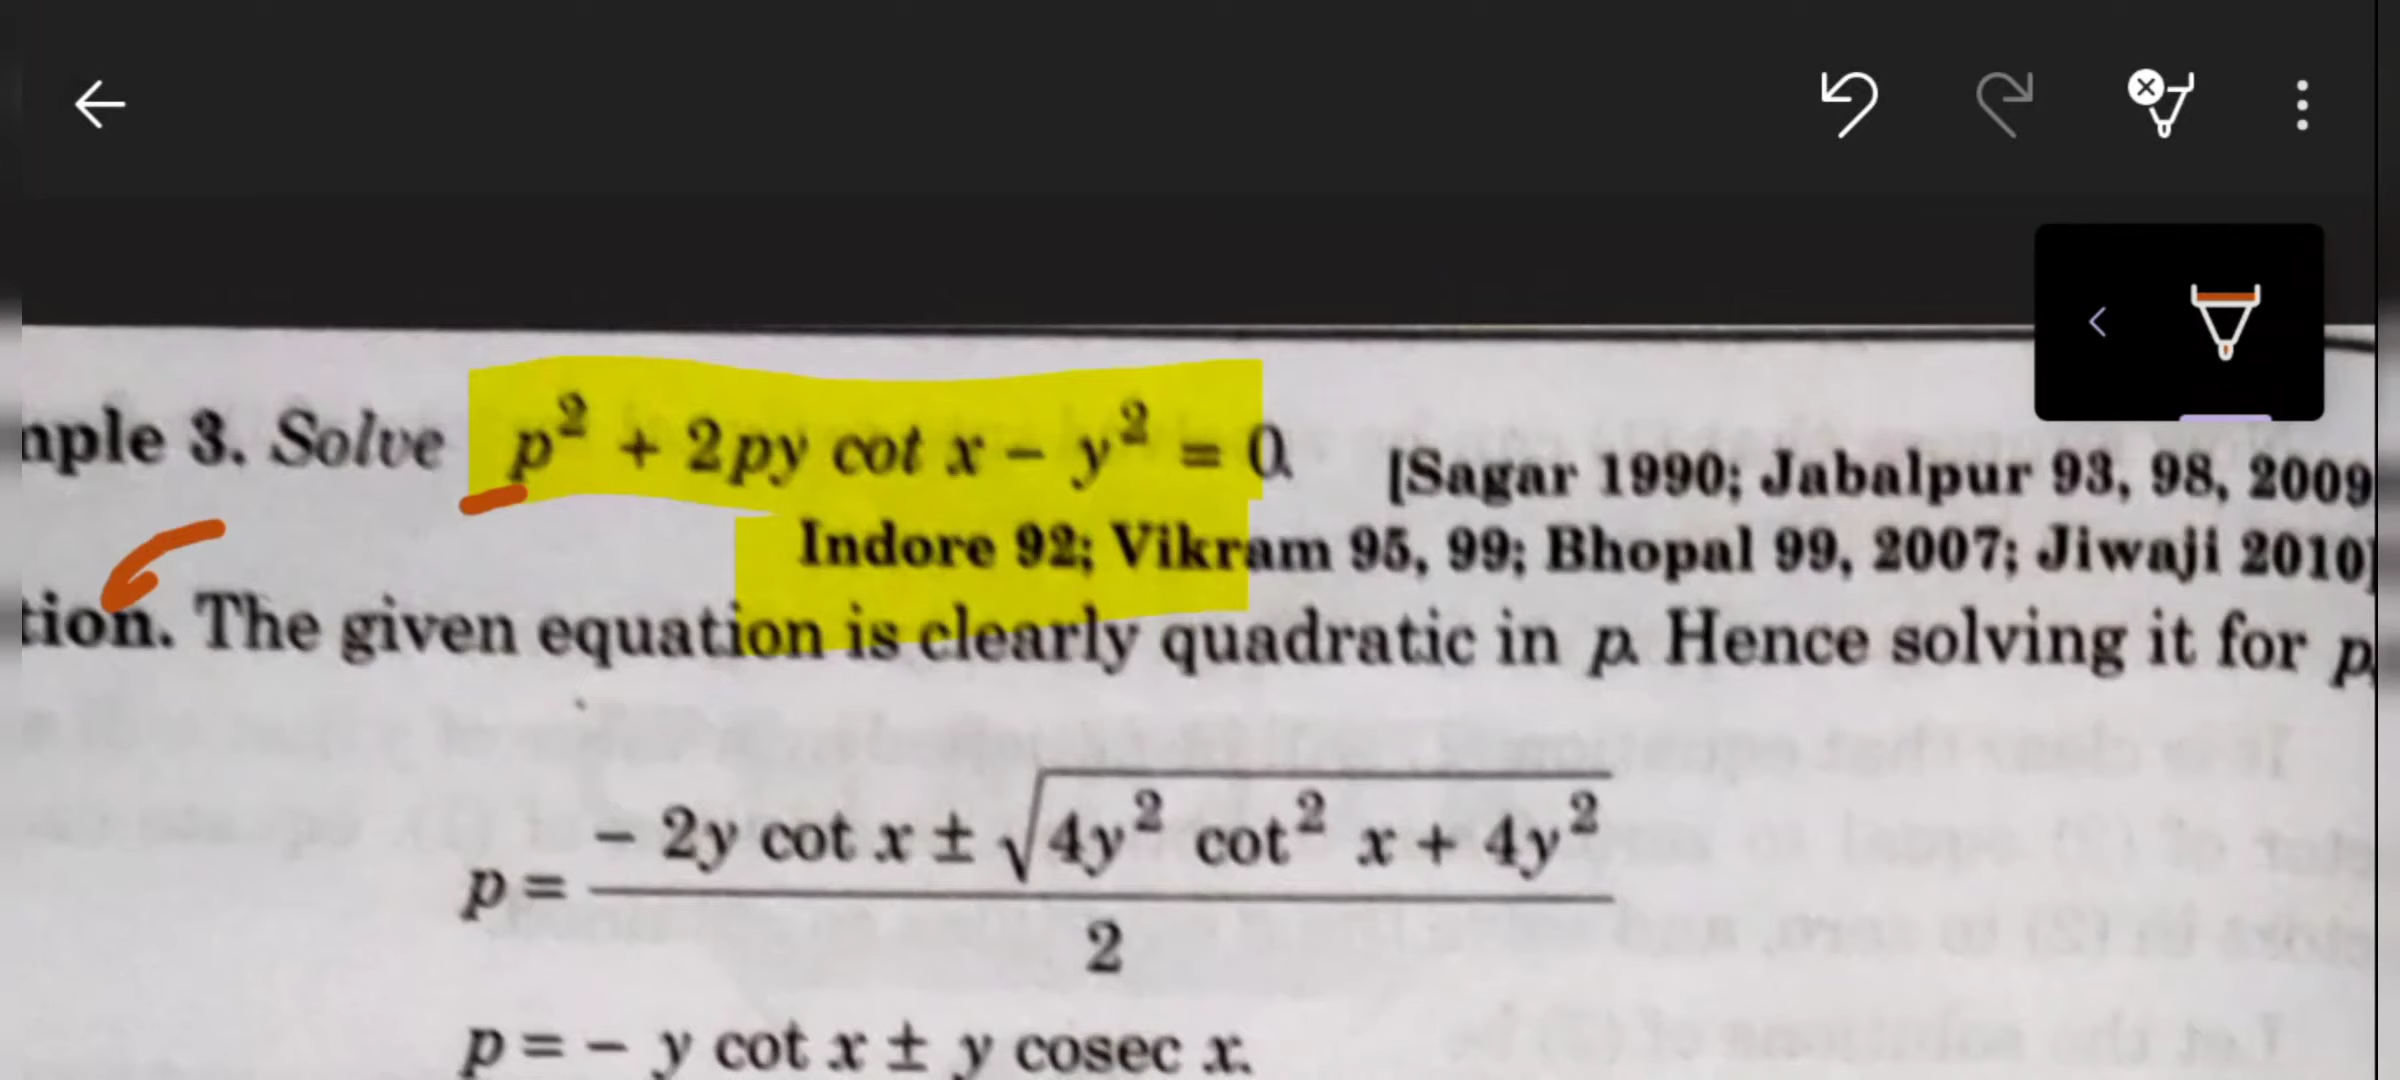 mple 3. Solve p² + 2py cot x − y² = 0. [Sagar 1990; Jabalpur 93, 98, 2009
Indore 92; Vikram 95, 99; Bhopal 99, 2007; Jiwaji 2010]
tion. The given equation is clearly quadratic in p. Hence solving it for p,
p = (− 2y cot x ± √(4y² cot² x + 4y²)) / 2
p = − y cot x ± y cosec x.